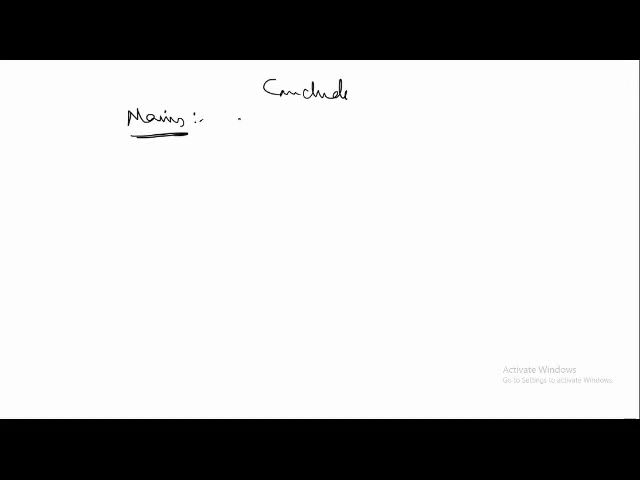 Conclude
Mains :-
Activate Windows
Go to Settings to activate Windows.